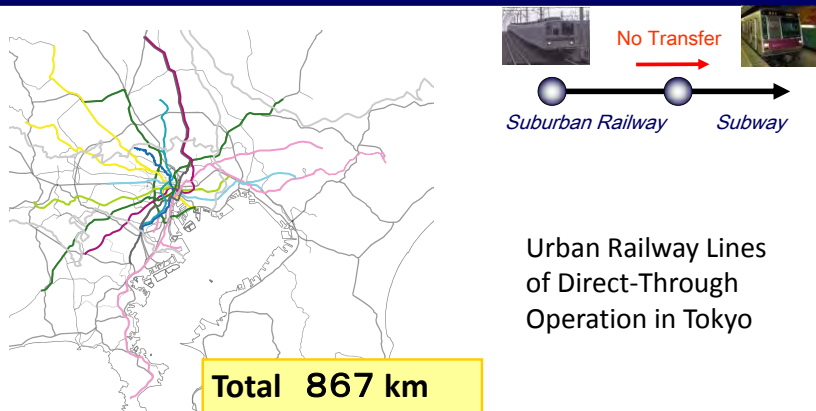 No Transfer
Suburban Railway Subway
Urban Railway Lines
of Direct-Through
Operation in Tokyo
Total 867 km